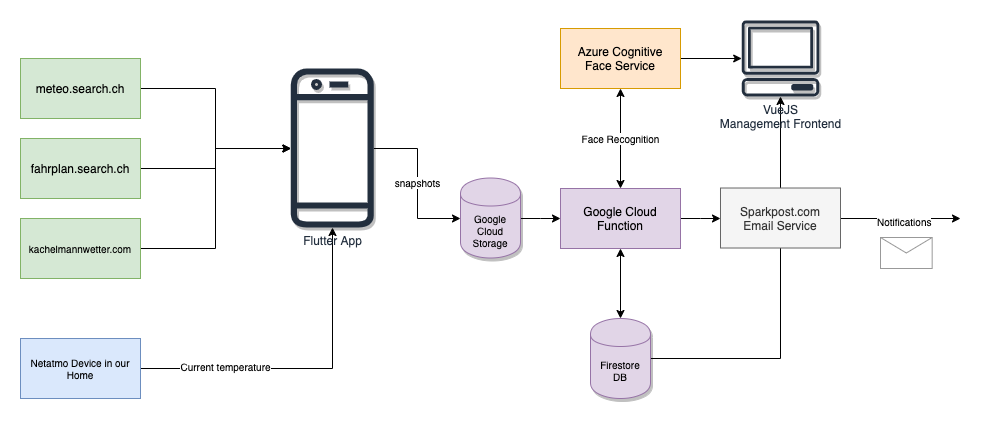 meteo.search.ch
fahrplan.search.ch
kachelmannwetter.com
Netatmo Device in our
Home
Current temperature
Flutter App
snapshots
Google
Cloud
Storage
Azure Cognitive
Face Service
Face Recognition
Google Cloud
Function
Firestore
DB
VueJS
Management Frontend
Sparkpost.com
Email Service
Notifications